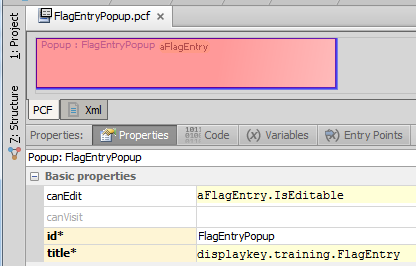 FlagEntryPopup.pcf
1: Project
Popup : FlagEntryPopup aFlagEntry
7: Structure
PCF Xml
Properties: Properties Code Variables Entry Points
Popup: FlagEntryPopup
Basic properties
canEdit aFlagEntry.IsEditable
canVisit
id* FlagEntryPopup
title* displaykey.training.FlagEntry